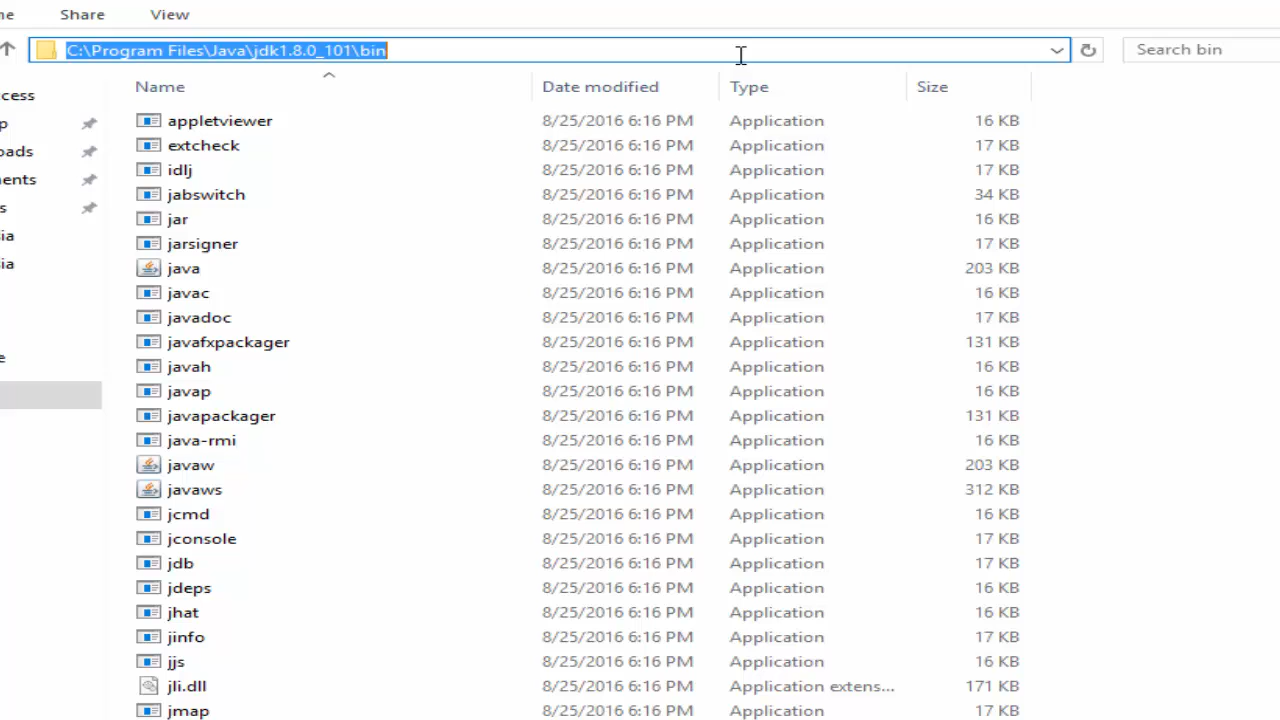 me Share View
C:\Program Files\Java\jdk1.8.0_101\bin Search bin
Name Date modified Type Size
appletviewer 8/25/2016 6:16 PM Application 16 KB
extcheck 8/25/2016 6:16 PM Application 17 KB
idlj 8/25/2016 6:16 PM Application 17 KB
jabswitch 8/25/2016 6:16 PM Application 34 KB
jar 8/25/2016 6:16 PM Application 16 KB
jarsigner 8/25/2016 6:16 PM Application 17 KB
java 8/25/2016 6:16 PM Application 203 KB
javac 8/25/2016 6:16 PM Application 16 KB
javadoc 8/25/2016 6:16 PM Application 17 KB
javafxpackager 8/25/2016 6:16 PM Application 131 KB
javah 8/25/2016 6:16 PM Application 16 KB
javap 8/25/2016 6:16 PM Application 16 KB
javapackager 8/25/2016 6:16 PM Application 131 KB
java-rmi 8/25/2016 6:16 PM Application 16 KB
javaw 8/25/2016 6:16 PM Application 203 KB
javaws 8/25/2016 6:16 PM Application 312 KB
jcmd 8/25/2016 6:16 PM Application 16 KB
jconsole 8/25/2016 6:16 PM Application 17 KB
jdb 8/25/2016 6:16 PM Application 17 KB
jdeps 8/25/2016 6:16 PM Application 16 KB
jhat 8/25/2016 6:16 PM Application 16 KB
jinfo 8/25/2016 6:16 PM Application 17 KB
jjs 8/25/2016 6:16 PM Application 16 KB
jli.dll 8/25/2016 6:16 PM Application extens... 171 KB
jmap 8/25/2016 6:16 PM Application 17 KB